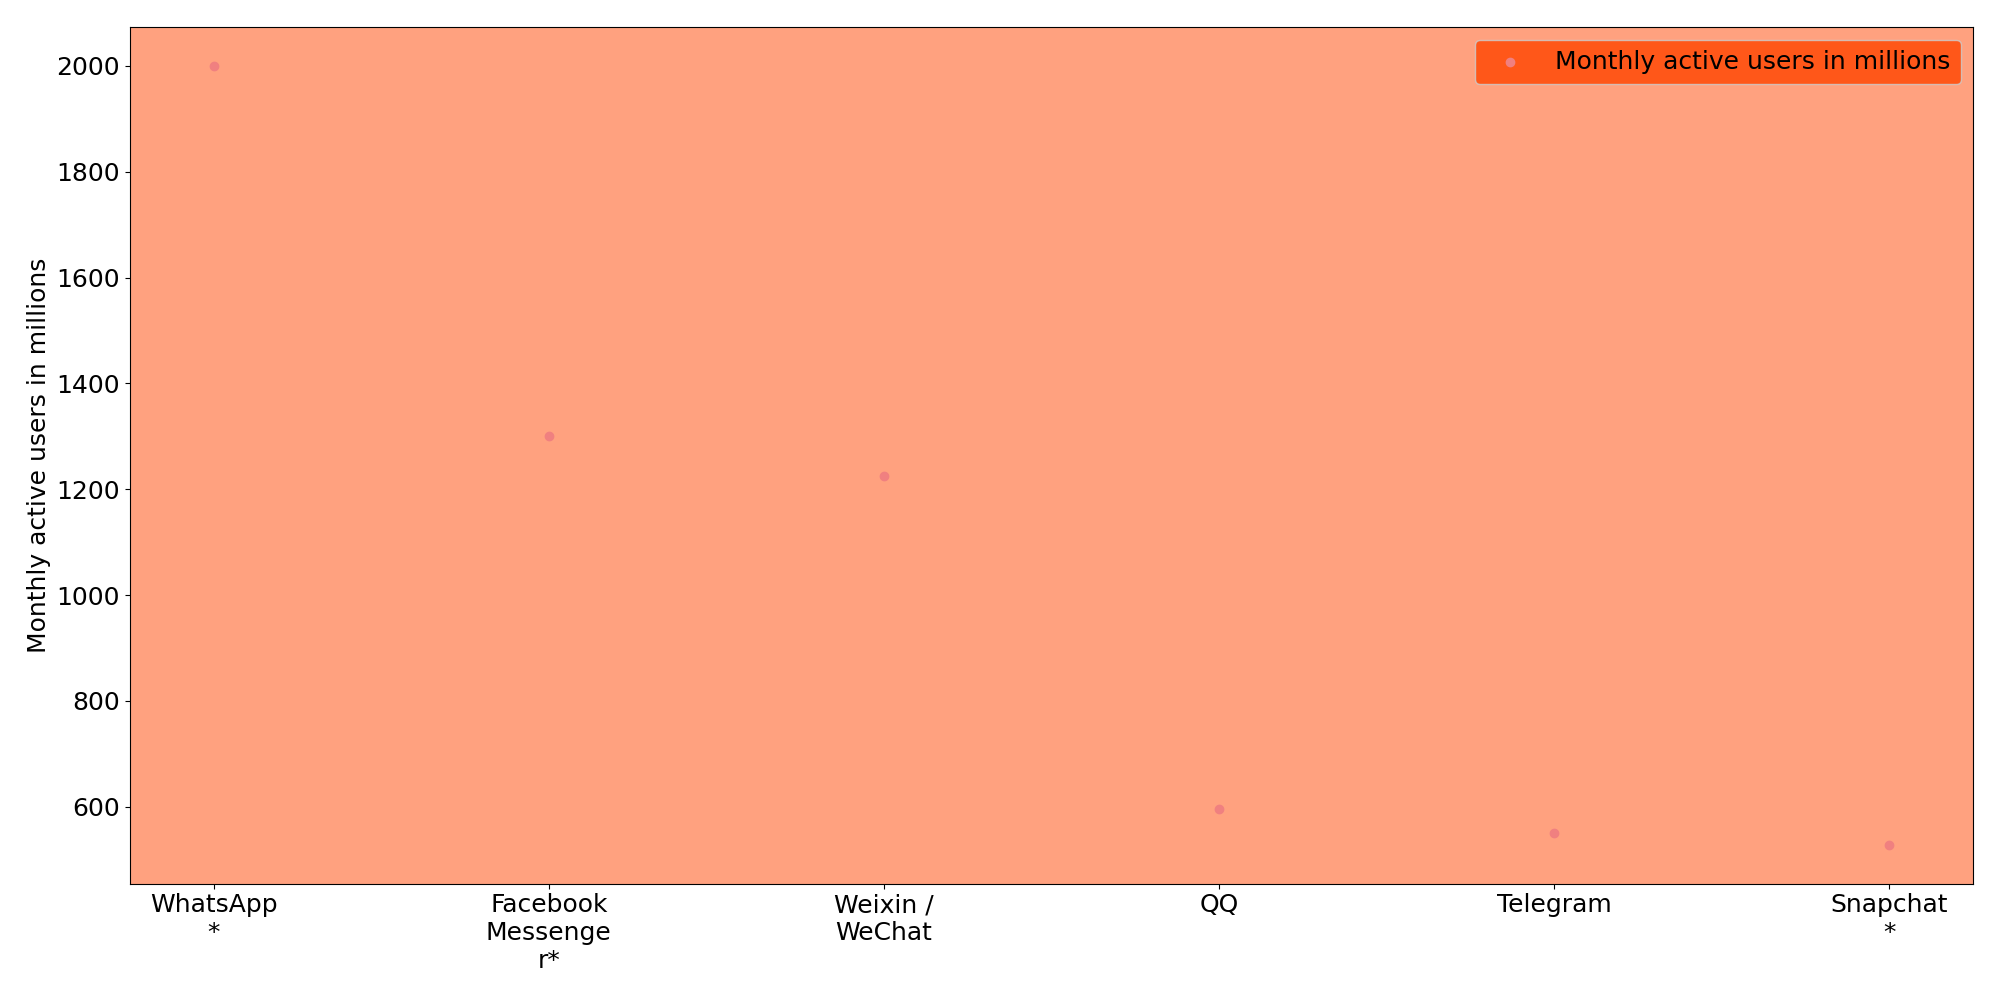 Monthly active users in millions
Monthly active users in millions
2000
1800
1600
1400
1200
1000
800
600
WhatsApp
*
Facebook
Messenge
r*
Weixin /
WeChat
QQ
Telegram
Snapchat
*